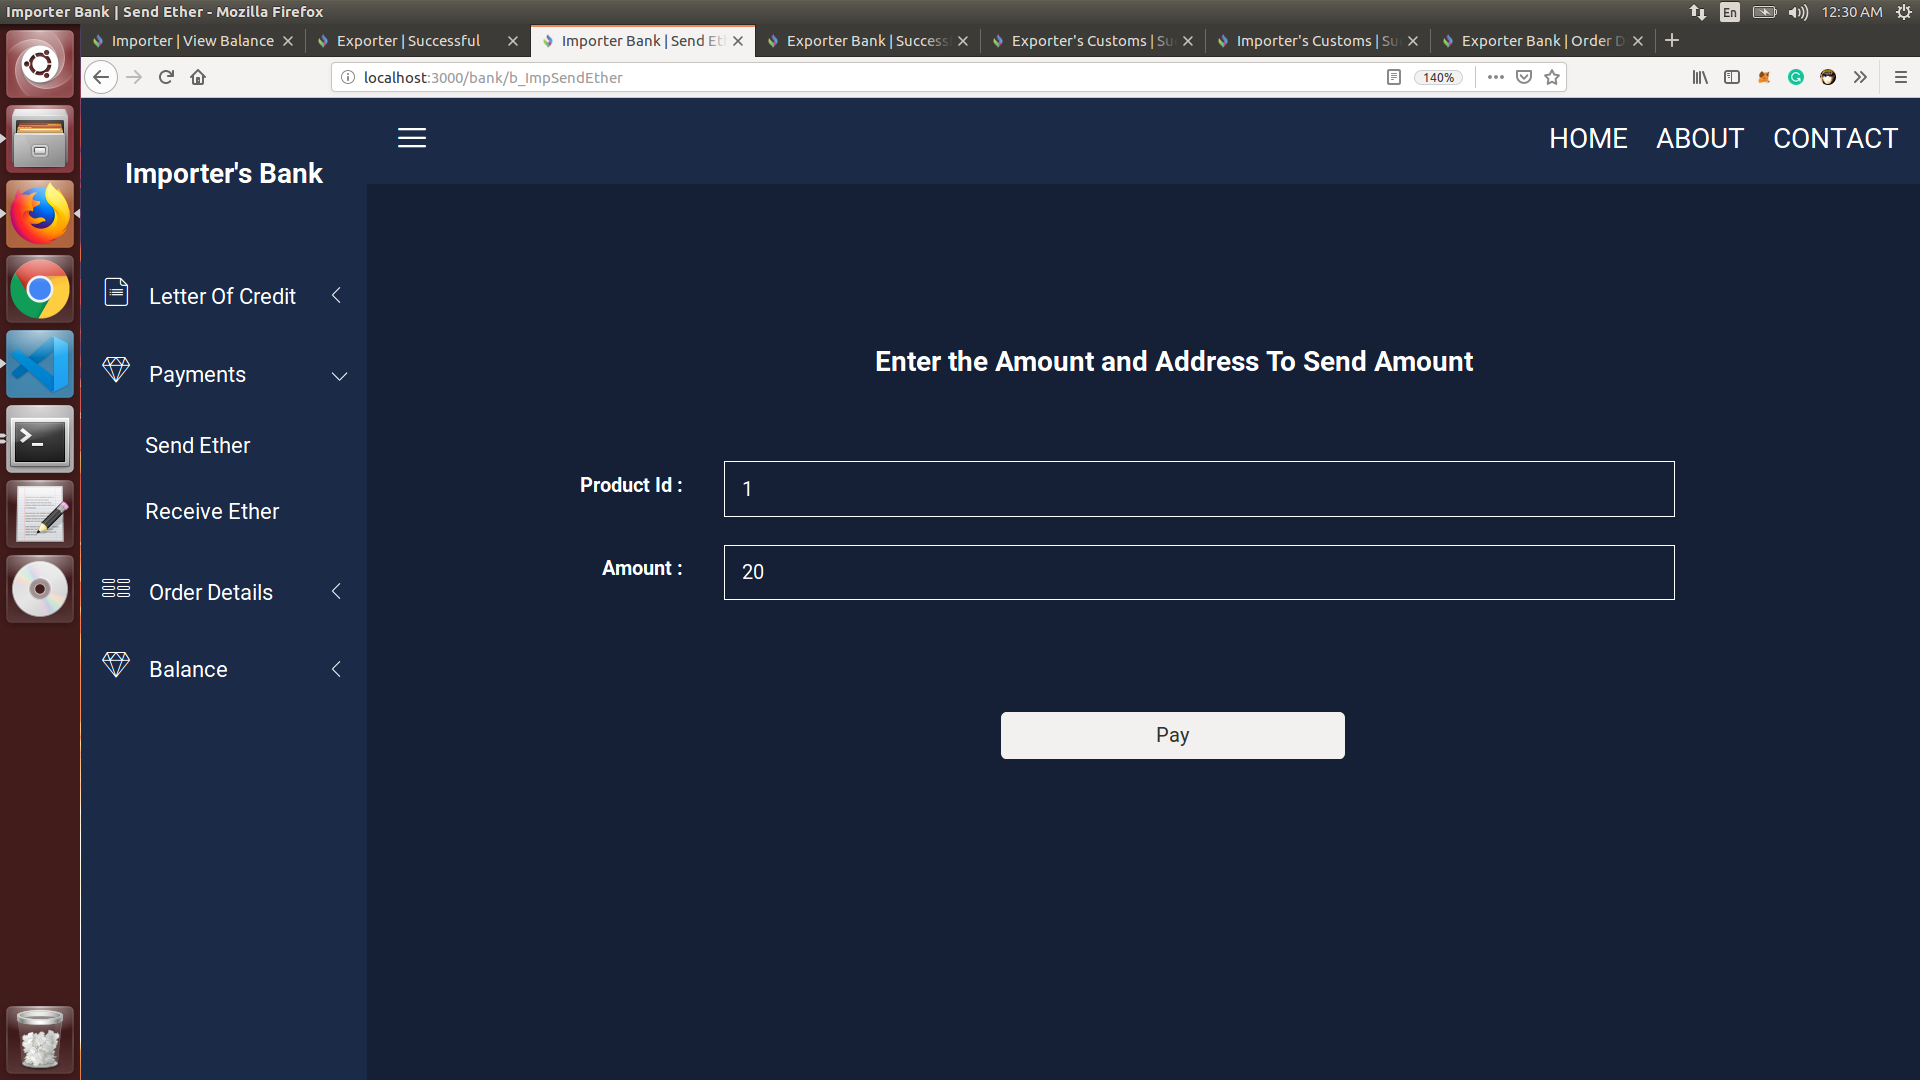 Importer Bank | Send Ether - Mozilla Firefox
En
12:30 AM
Importer | View Balance
Exporter | Successful
Importer Bank | Send Et
Exporter Bank | Success
Exporter's Customs | Su
Importer's Customs | Su
Exporter Bank | Order D
localhost:3000/bank/b_ImpSendEther
140%
HOME
ABOUT
CONTACT
Importer's Bank
Letter Of Credit
Payments
Send Ether
Receive Ether
Order Details
Balance
Enter the Amount and Address To Send Amount
Product Id :
1
Amount :
20
Pay